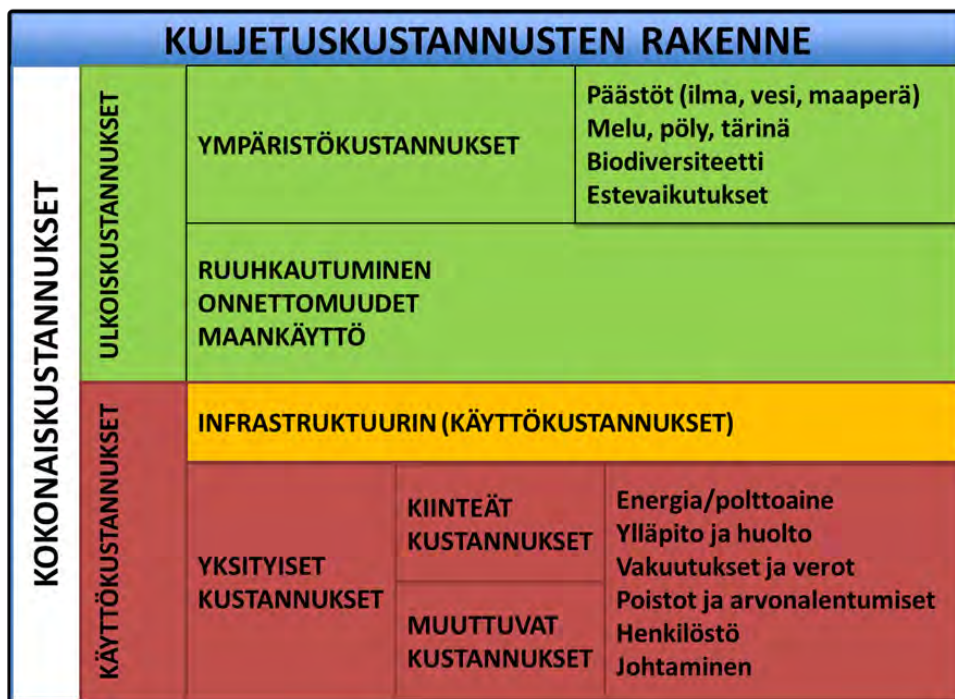 KULJETUSKUSTANNUSTEN RAKENNE
KOKONAISKUSTANNUKSET
ULKOISKUSTANNUKSET
YMPÄRISTÖKUSTANNUKSET
Päästöt (ilma, vesi, maaperä)
Melu, pöly, tärinä
Biodiversiteetti
Estevaikutukset
RUUHKAUTUMINEN
ONNETTOMUUDET
MAANKÄYTTÖ
KÄYTTÖKUSTANNUKSET
INFRASTRUKTUURIN (KÄYTTÖKUSTANNUKSET)
YKSITYISET
KUSTANNUKSET
KIINTEÄT
KUSTANNUKSET
MUUTTUVAT
KUSTANNUKSET
Energia/polttoaine
Ylläpito ja huolto
Vakuutukset ja verot
Poistot ja arvonalentumiset
Henkilöstö
Johtaminen